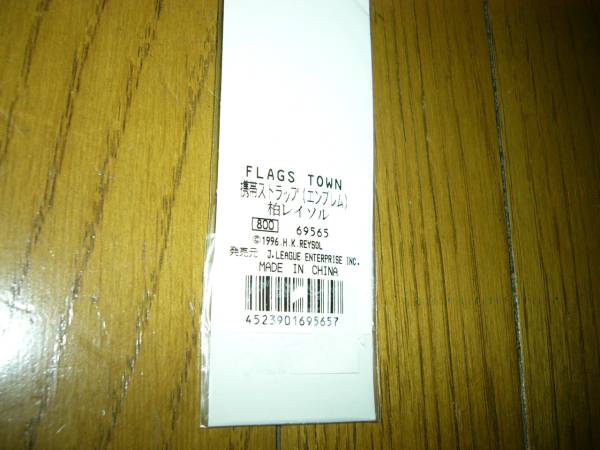 FLAGS TOWN
携帯ストラップ(エンブレム)
柏レイソル
800 69565
©1996.H.K.REYSOL
発売元 J.LEAGUE ENTERPRISE INC.
MADE IN CHINA
4523901695657